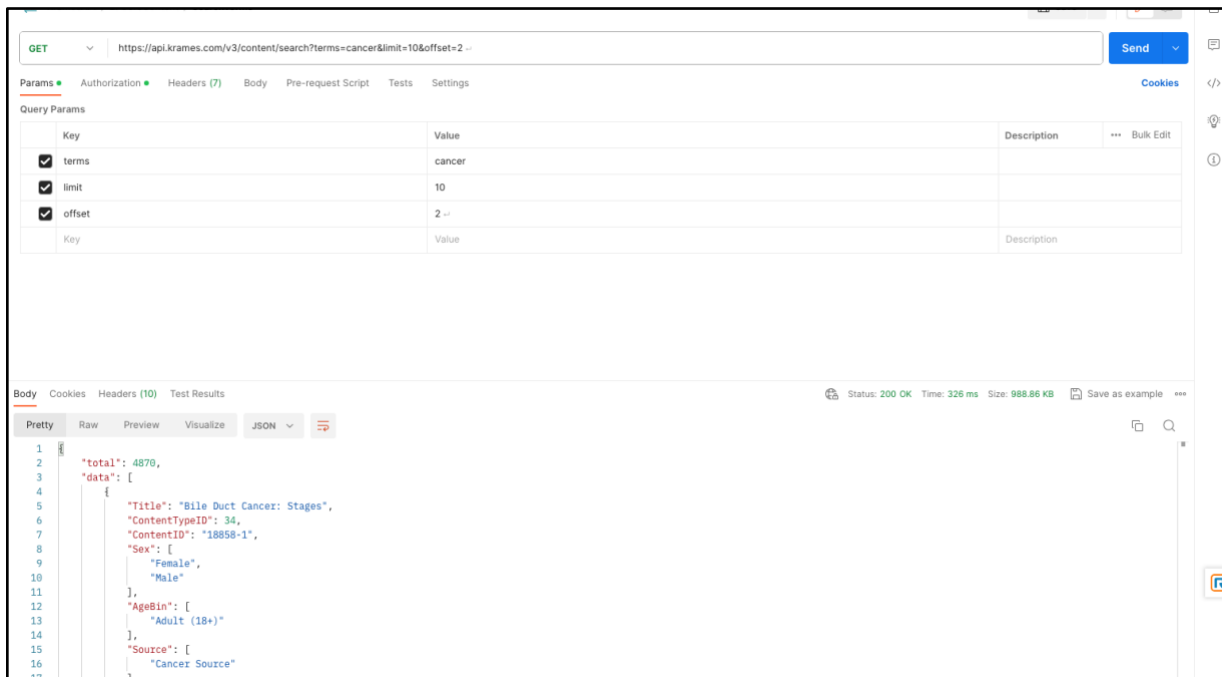 GET https://api.krames.com/v3/content/search?terms=cancer&limit=10&offset=2 Send
Params Authorization Headers (7) Body Pre-request Script Tests Settings Cookies
Query Params
Key Value Description Bulk Edit
terms cancer
limit 10
offset 2
Key Value Description
Body Cookies Headers (10) Test Results Status: 200 OK Time: 326 ms Size: 988.86 KB Save as example
Pretty Raw Preview Visualize JSON
1 {
2 "total": 4870,
3 "data": [
4 {
5 "Title": "Bile Duct Cancer: Stages",
6 "ContentTypeID": 34,
7 "ContentID": "18858-1",
8 "Sex": [
9 "Female",
10 "Male"
11 ],
12 "AgeBin": [
13 "Adult (18+)"
14 ],
15 "Source": [
16 "Cancer Source"